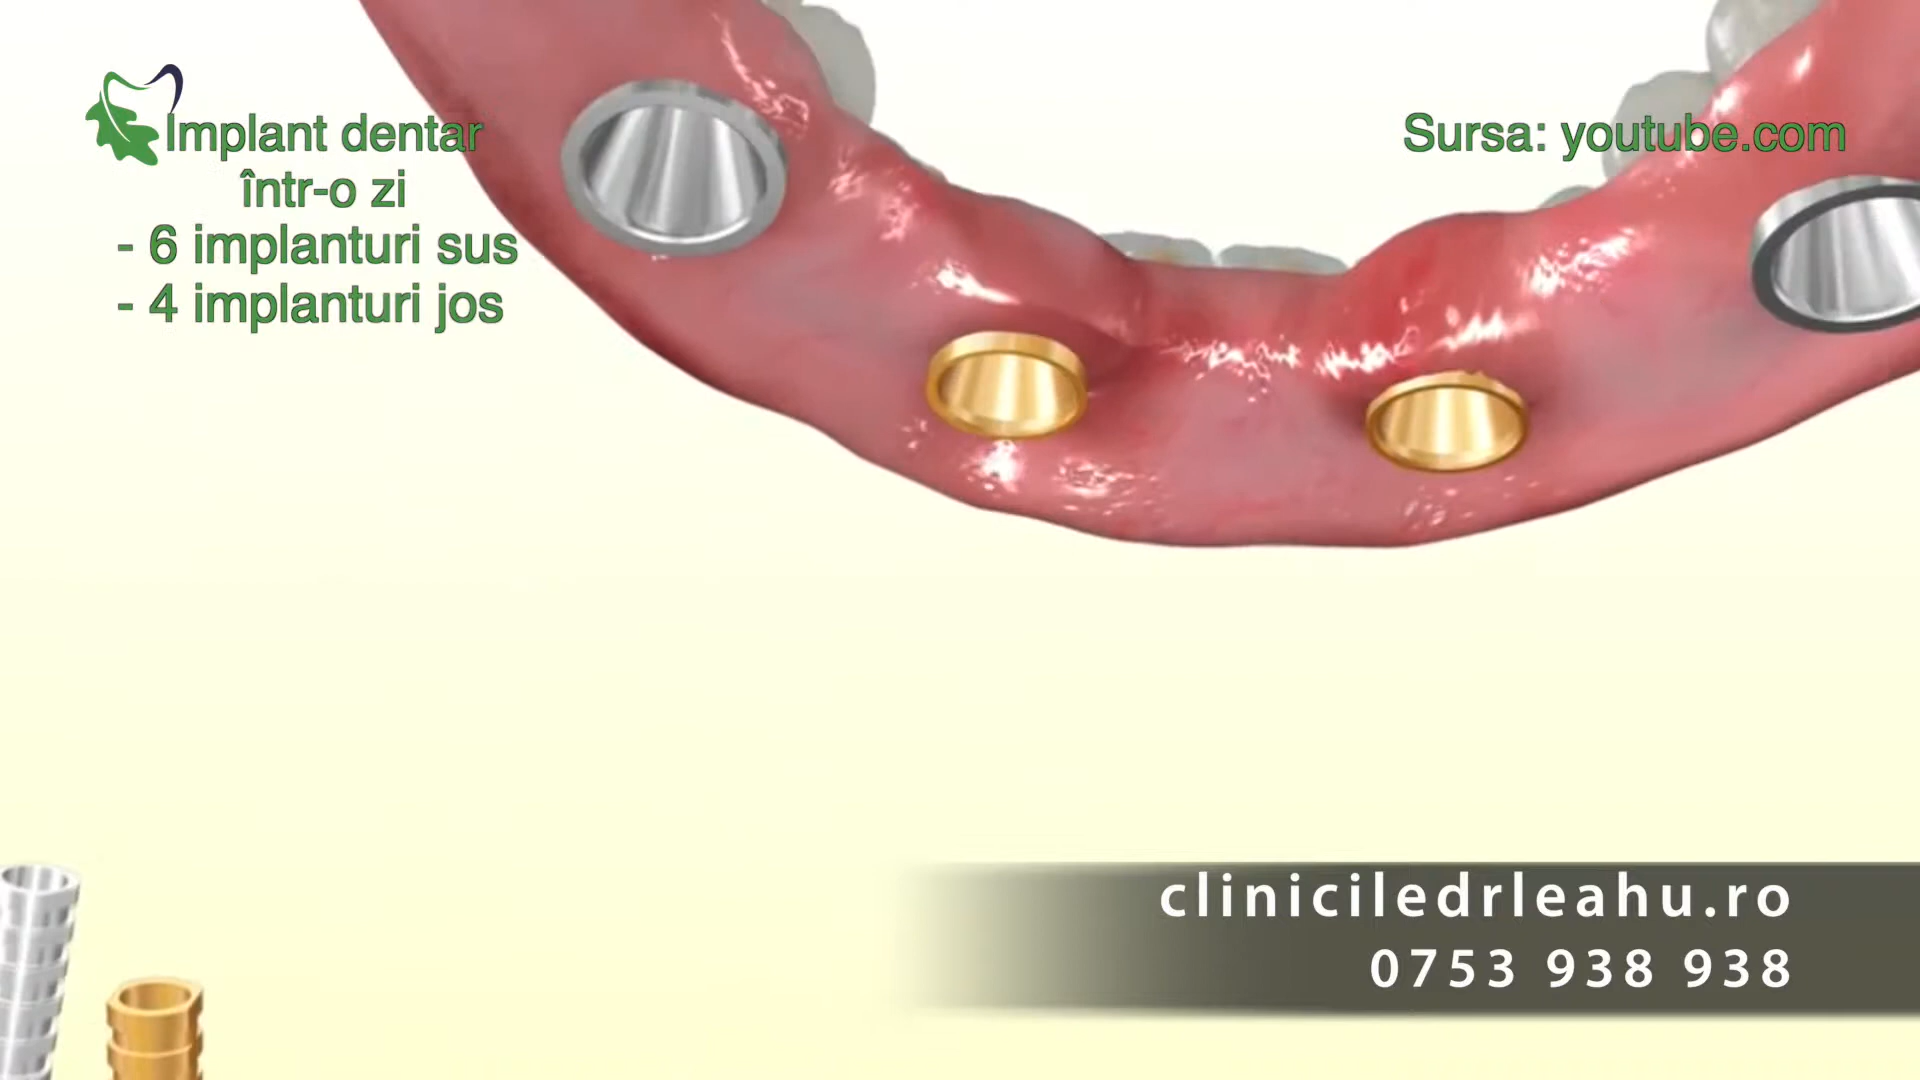 Implant dentar
într-o zi
- 6 implanturi sus
- 4 implanturi jos
Sursa: youtube.com
cliniciledrleahu.ro
0753 938 938